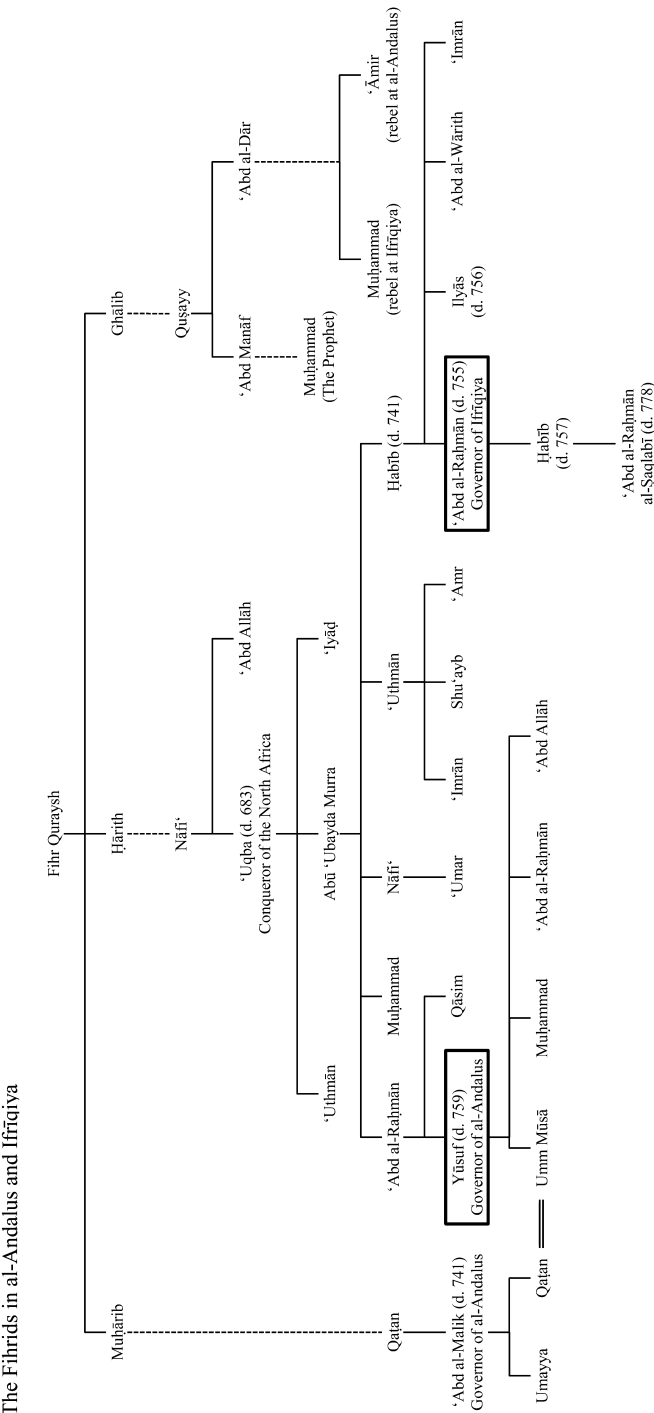 The Fihrids in al-Andalus and Ifrīqiya
Fihr Quraysh
Muḥārib
Ḥārith
Ghālib
Nāfiʿ
Quṣayy
ʿUqba (d. 683)
Conqueror of the North Africa
ʿAbd Allāh
ʿAbd Manāf
ʿAbd al-Dār
ʿUthmān
Abū ʿUbayda Murra
ʿIyāḍ
Muḥammad
(The Prophet)
Muḥammad
(rebel at Ifrīqiya)
ʿĀmir
(rebel at al-Andalus)
Qaṭan
ʿAbd al-Raḥmān
Muḥammad
Nāfiʿ
ʿUthmān
Ḥabīb (d. 741)
ʿAbd al-Malik (d. 741)
Governor of al-Andalus
Yūsuf (d. 759)
Governor of al-Andalus
Qāsim
ʿUmar
ʿImrān
Shuʿayb
ʿAmr
ʿAbd al-Raḥmān (d. 755)
Governor of Ifrīqiya
Ilyās
(d. 756)
ʿAbd al-Wārith
ʿImrān
Umayya
Qaṭan
Umm Mūsā
Muḥammad
ʿAbd al-Raḥmān
ʿAbd Allāh
Ḥabīb
(d. 757)
ʿAbd al-Raḥmān
al-Saqlabī (d. 778)